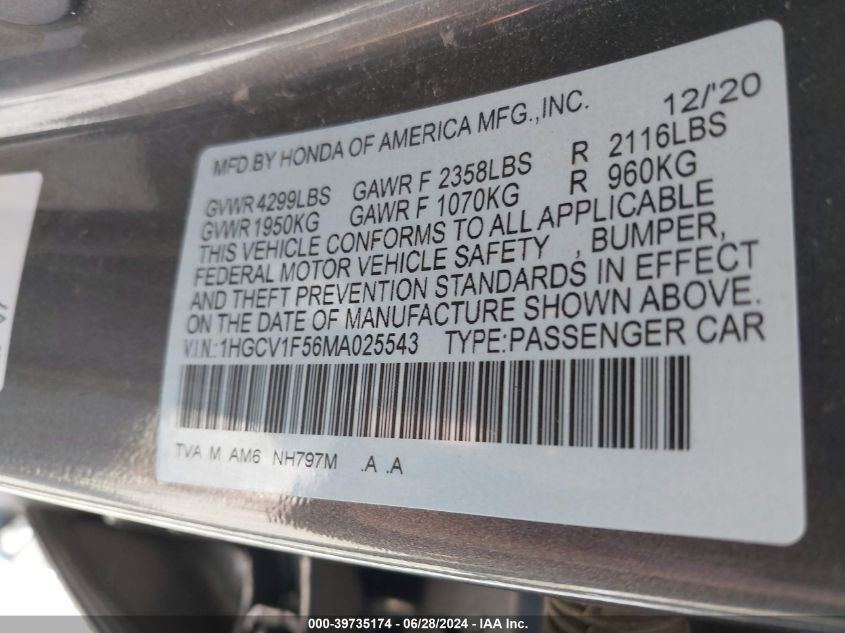 12/'20
MFD.BY HONDA OF AMERICA MFG.,INC.
GVWR 4299LBS GAWR F 2358LBS R 2116LBS
GVWR 1950KG GAWR F 1070KG R 960KG
THIS VEHICLE CONFORMS TO ALL APPLICABLE
FEDERAL MOTOR VEHICLE SAFETY , BUMPER,
AND THEFT PREVENTION STANDARDS IN EFFECT
ON THE DATE OF MANUFACTURE SHOWN ABOVE.
V.I.N.:1HGCV1F56MA025543 TYPE:PASSENGER CAR
TVA M AM6 NH797M .A .A
000-39735174 | 06/28/2024 | IAA Inc.